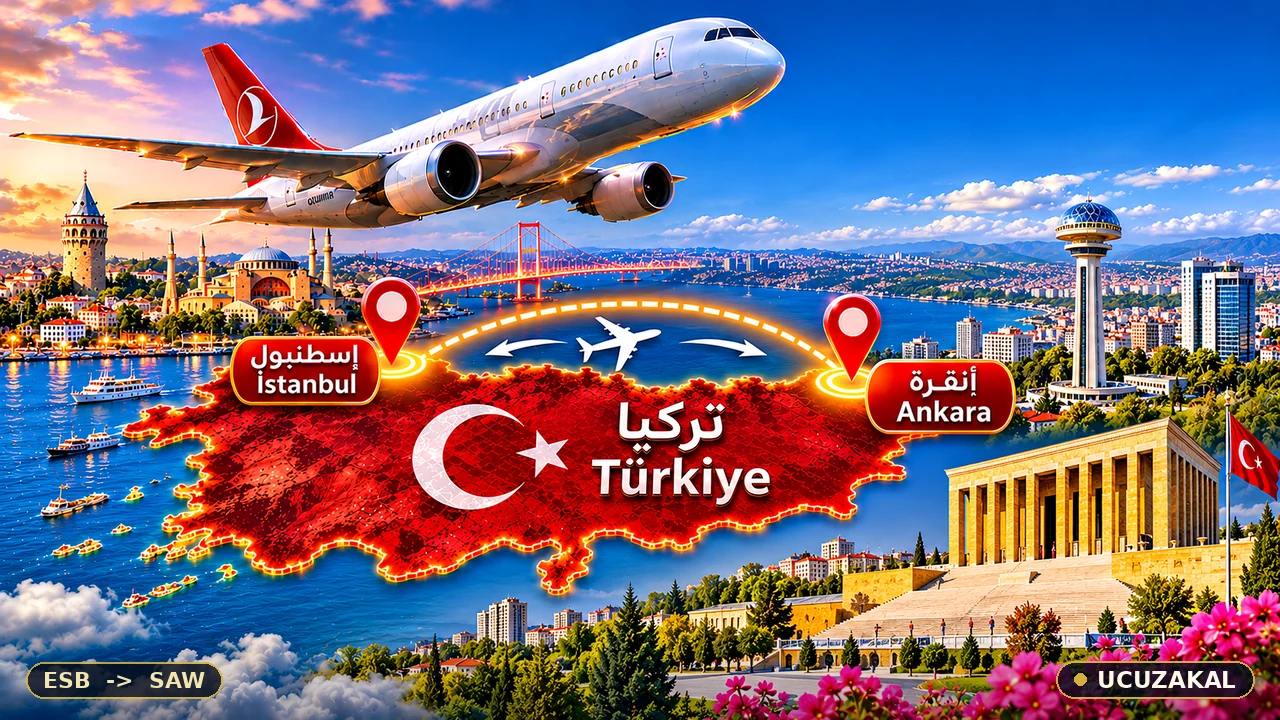 إسطنبول
İstanbul
أنقرة
Ankara
تركيا
Türkiye
ESB -> SAW
UCUZAKAL